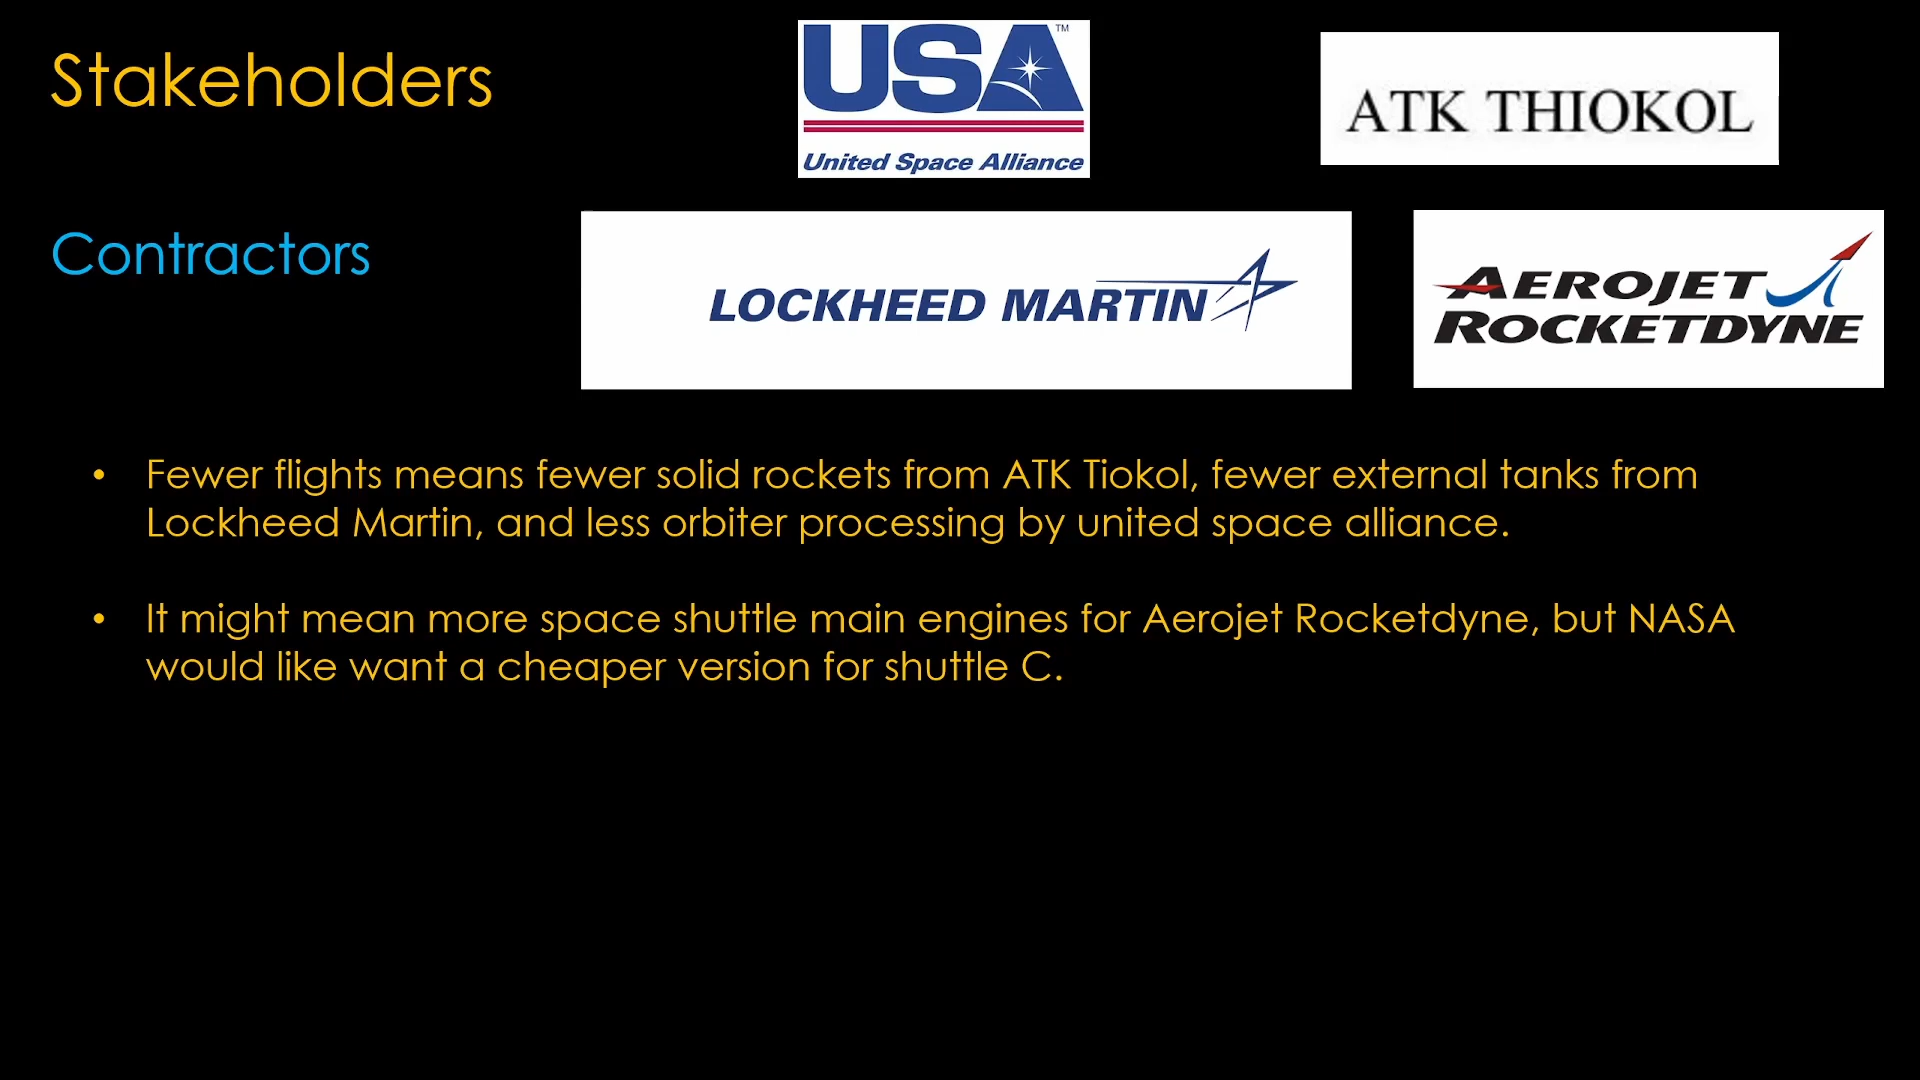 Stakeholders
USA™
United Space Alliance
ATK THIOKOL
Contractors
LOCKHEED MARTIN
AEROJET
ROCKETDYNE
• Fewer flights means fewer solid rockets from ATK Tiokol, fewer external tanks from
Lockheed Martin, and less orbiter processing by united space alliance.
• It might mean more space shuttle main engines for Aerojet Rocketdyne, but NASA
would like want a cheaper version for shuttle C.